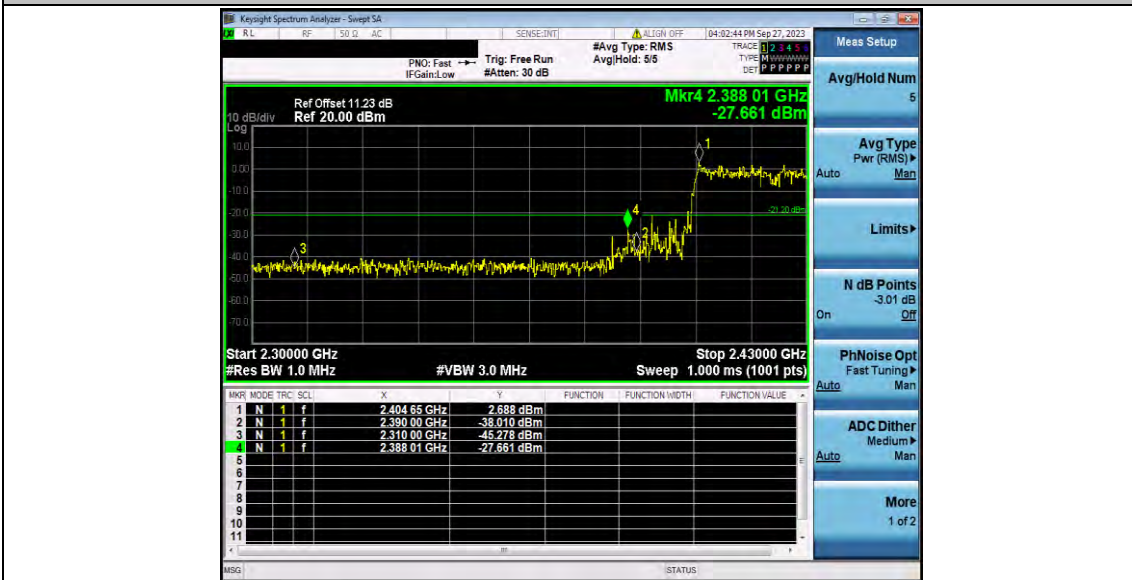 Keysight Spectrum Analyzer - Swept SA
RL RF 50 Ω AC SENSE:INT ALIGN OFF 04:02:44 PM Sep 27, 2023
PNO: Fast Trig: Free Run
IFGain:Low #Atten: 30 dB
#Avg Type: RMS
Avg|Hold: 5/5
TRACE 1 2 3 4 5 6
TYPE M WWWWW
DET P P P P P P
Mkr4 2.388 01 GHz
-27.661 dBm
Ref Offset 11.23 dB
10 dB/div Ref 20.00 dBm
Log
10.0
0.00
-10.0
-20.0
-30.0
-40.0
-50.0
-60.0
-70.0
1
4
2
3
-21.20 dBm
Start 2.30000 GHz Stop 2.43000 GHz
#Res BW 1.0 MHz #VBW 3.0 MHz Sweep 1.000 ms (1001 pts)
MKR MODE TRC SCL X Y FUNCTION FUNCTION WIDTH FUNCTION VALUE
1 N 1 f 2.404 65 GHz 2.688 dBm
2 N 1 f 2.390 00 GHz -38.010 dBm
3 N 1 f 2.310 00 GHz -45.278 dBm
4 N 1 f 2.388 01 GHz -27.661 dBm
5
6
7
8
9
10
11
MSG STATUS
Meas Setup
Avg/Hold Num
5
Avg Type
Pwr (RMS)
Auto Man
Limits
N dB Points
-3.01 dB
On Off
PhNoise Opt
Fast Tuning
Auto Man
ADC Dither
Medium
Auto Man
More
1 of 2